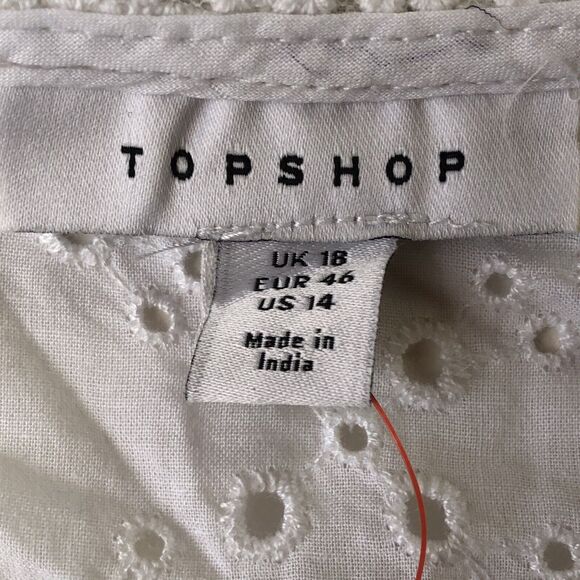 TOPSHOP
UK 18
EUR 46
US 14
Made in
India